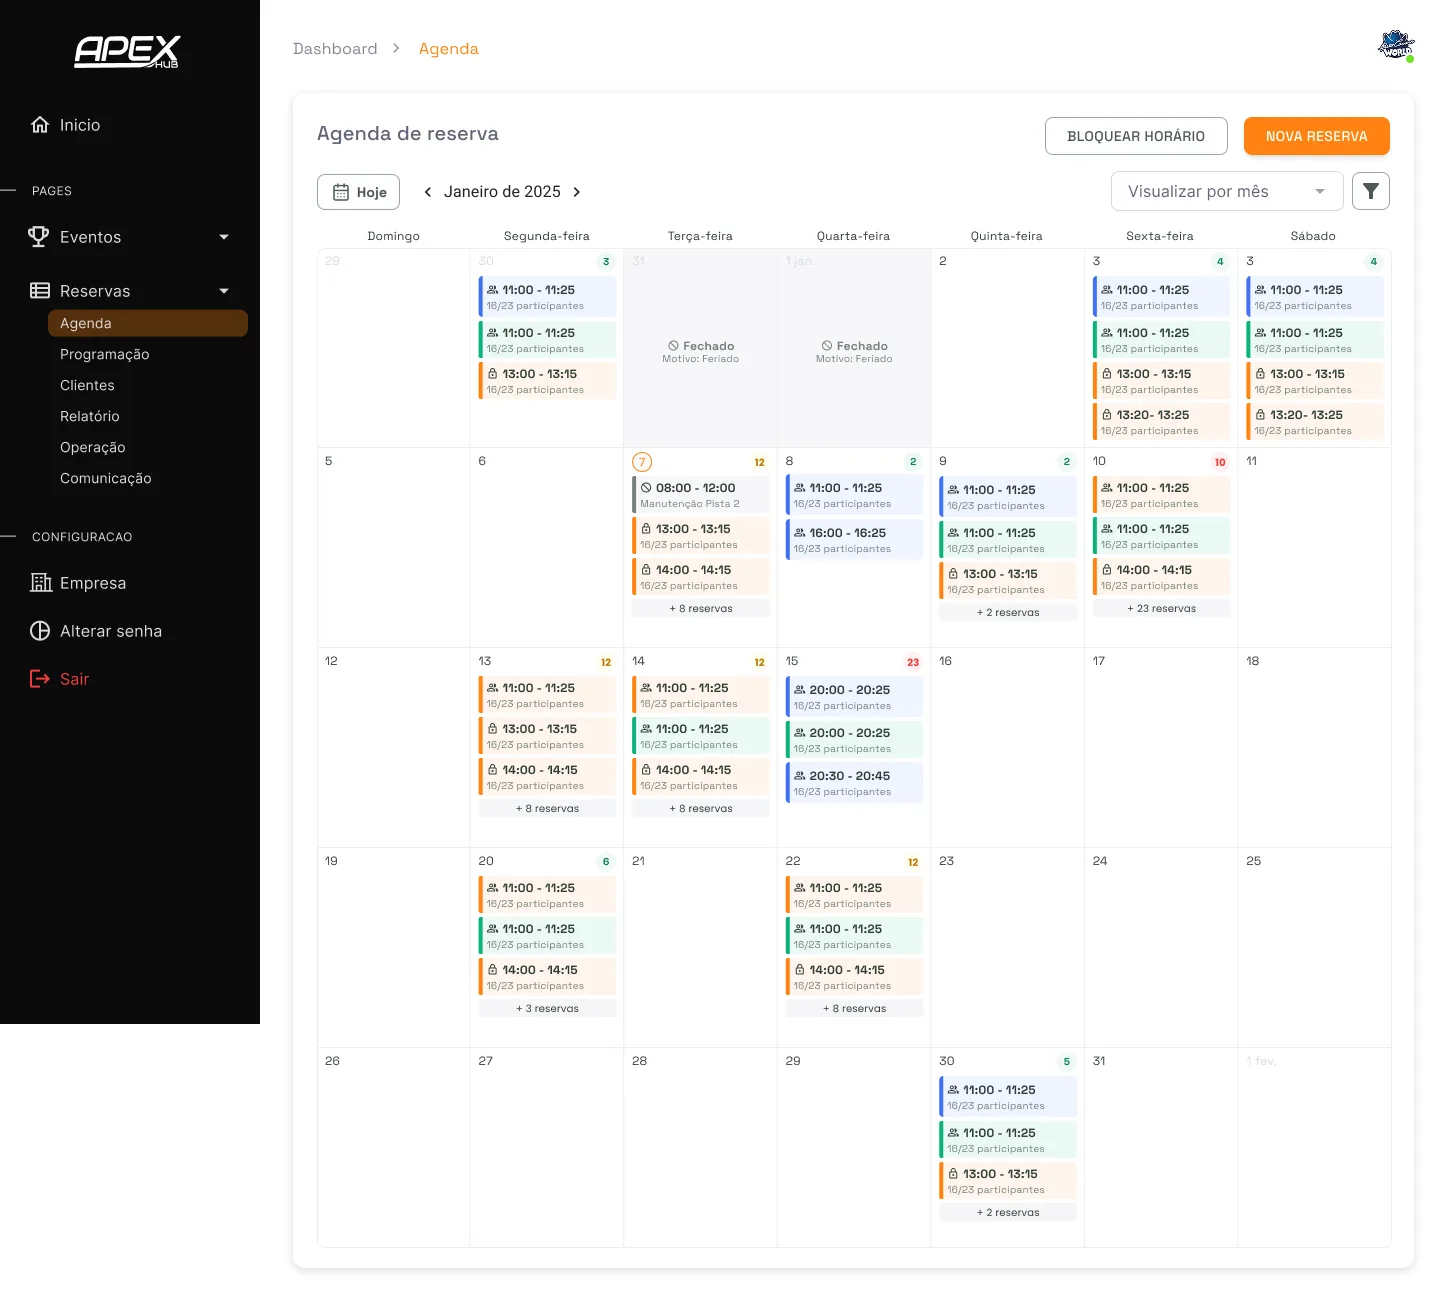 APEX
HUB
Inicio
PAGES
Eventos
Reservas
Agenda
Programação
Clientes
Relatório
Operação
Comunicação
CONFIGURACAO
Empresa
Alterar senha
Sair
Dashboard > Agenda
WORLD
Agenda de reserva
BLOQUEAR HORÁRIO
NOVA RESERVA
Hoje
Janeiro de 2025
Visualizar por mês
Domingo Segunda-feira Terça-feira Quarta-feira Quinta-feira Sexta-feira Sábado
29
30 3
11:00 - 11:25
16/23 participantes
11:00 - 11:25
16/23 participantes
13:00 - 13:15
16/23 participantes
31
Fechado
Motivo: Feriado
1 jan.
Fechado
Motivo: Feriado
2
3 4
11:00 - 11:25
16/23 participantes
11:00 - 11:25
16/23 participantes
13:00 - 13:15
16/23 participantes
13:20- 13:25
16/23 participantes
3 4
11:00 - 11:25
16/23 participantes
11:00 - 11:25
16/23 participantes
13:00 - 13:15
16/23 participantes
13:20- 13:25
16/23 participantes
5
6
7 12
08:00 - 12:00
Manutenção Pista 2
13:00 - 13:15
16/23 participantes
14:00 - 14:15
16/23 participantes
+ 8 reservas
8 2
11:00 - 11:25
16/23 participantes
16:00 - 16:25
16/23 participantes
9 2
11:00 - 11:25
16/23 participantes
11:00 - 11:25
16/23 participantes
13:00 - 13:15
16/23 participantes
+ 2 reservas
10 10
11:00 - 11:25
16/23 participantes
11:00 - 11:25
16/23 participantes
14:00 - 14:15
16/23 participantes
+ 23 reservas
11
12
13 12
11:00 - 11:25
16/23 participantes
13:00 - 13:15
16/23 participantes
14:00 - 14:15
16/23 participantes
+ 8 reservas
14 12
11:00 - 11:25
16/23 participantes
11:00 - 11:25
16/23 participantes
14:00 - 14:15
16/23 participantes
+ 8 reservas
15 23
20:00 - 20:25
16/23 participantes
20:00 - 20:25
16/23 participantes
20:30 - 20:45
16/23 participantes
16
17
18
19
20 6
11:00 - 11:25
16/23 participantes
11:00 - 11:25
16/23 participantes
14:00 - 14:15
16/23 participantes
+ 3 reservas
21
22 12
11:00 - 11:25
16/23 participantes
11:00 - 11:25
16/23 participantes
14:00 - 14:15
16/23 participantes
+ 8 reservas
23
24
25
26
27
28
29
30 5
11:00 - 11:25
16/23 participantes
11:00 - 11:25
16/23 participantes
13:00 - 13:15
16/23 participantes
+ 2 reservas
31
1 fev.